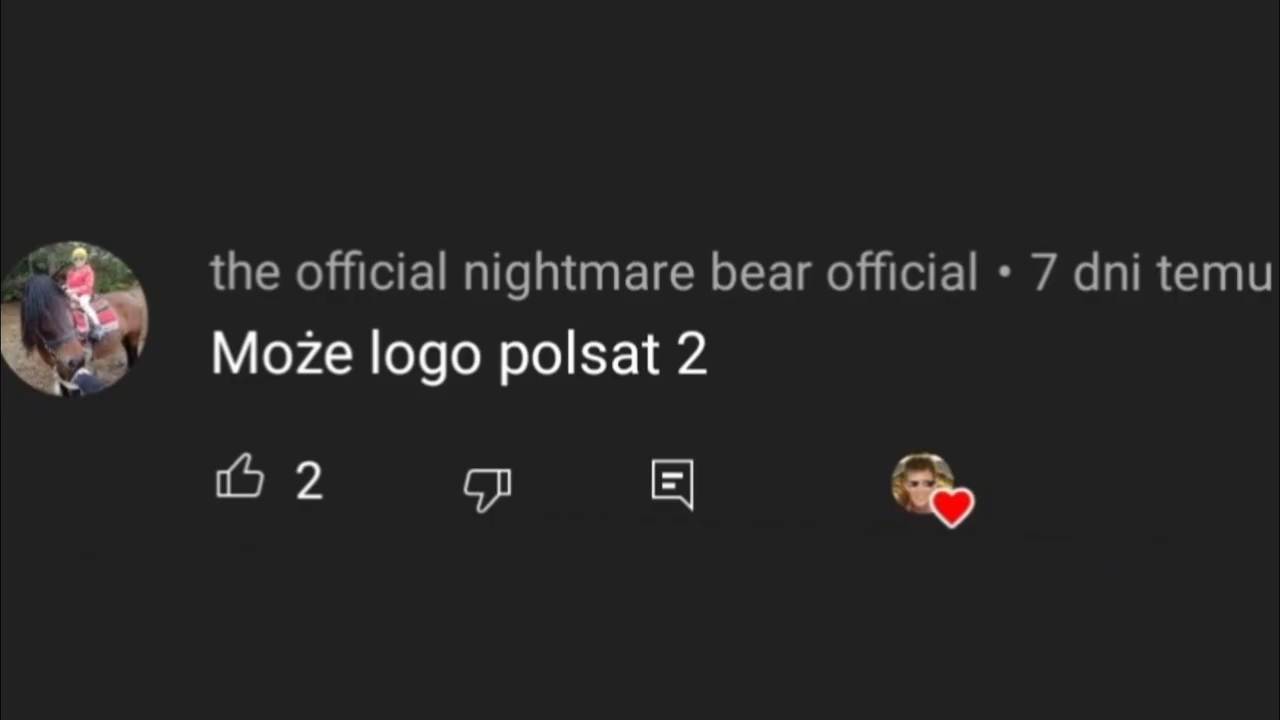 the official nightmare bear official • 7 dni temu
Może logo polsat 2
2